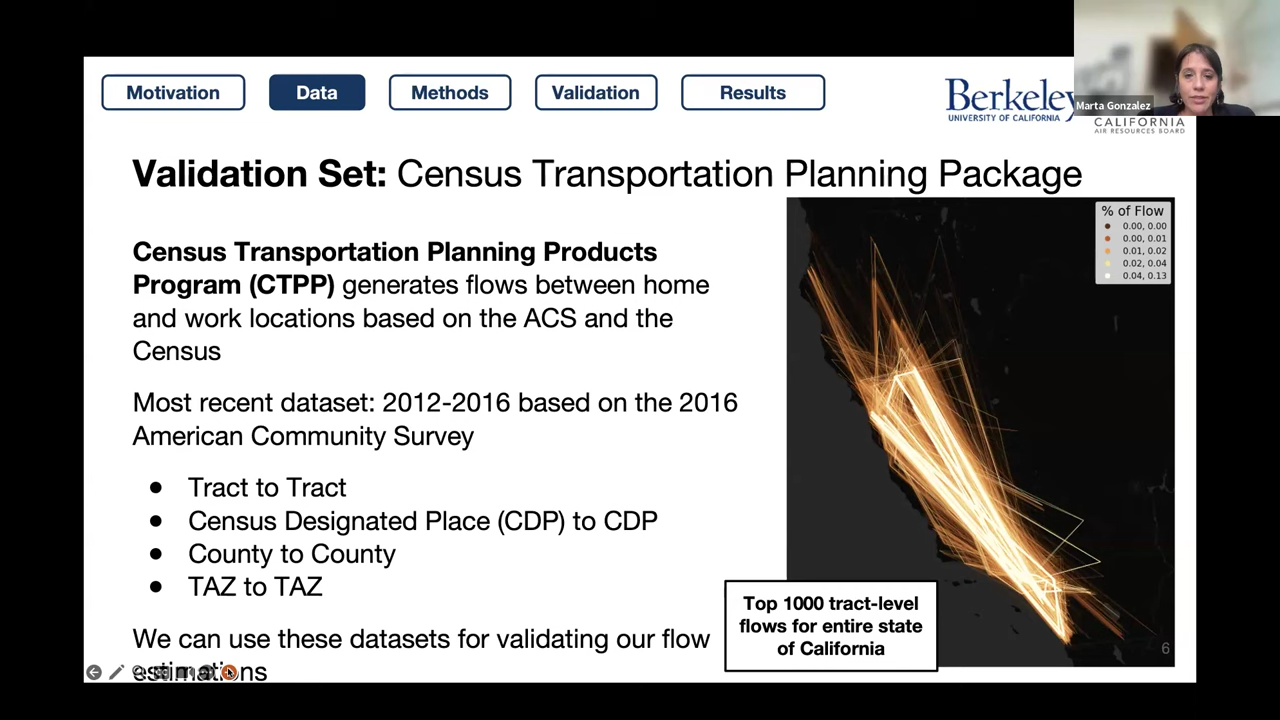 Motivation
Data
Methods
Validation
Results
Berkeley
UNIVERSITY OF CALIFORNIA
CALIFORNIA
AIR RESOURCES BOARD
Marta Gonzalez
Validation Set: Census Transportation Planning Package
Census Transportation Planning Products
Program (CTPP) generates flows between home
and work locations based on the ACS and the
Census
Most recent dataset: 2012-2016 based on the 2016
American Community Survey
● Tract to Tract
● Census Designated Place (CDP) to CDP
● County to County
● TAZ to TAZ
We can use these datasets for validating our flow
estimations
% of Flow
0.00, 0.00
0.00, 0.01
0.01, 0.02
0.02, 0.04
0.04, 0.13
Top 1000 tract-level
flows for entire state
of California
6